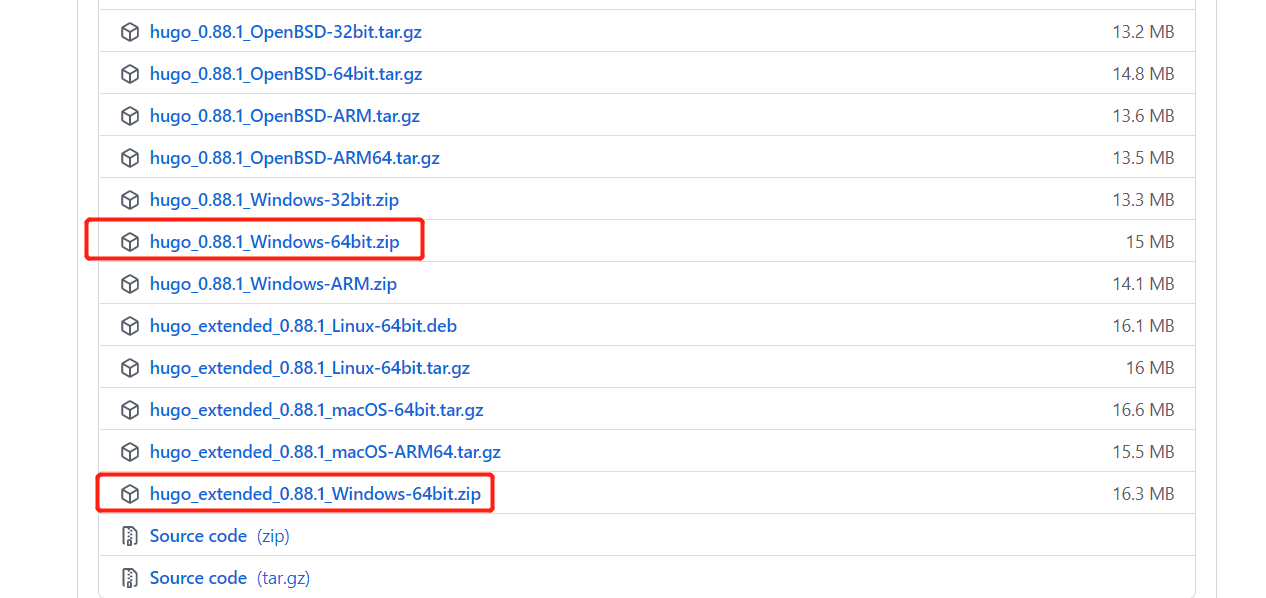 hugo_0.88.1_OpenBSD-32bit.tar.gz 13.2 MB
hugo_0.88.1_OpenBSD-64bit.tar.gz 14.8 MB
hugo_0.88.1_OpenBSD-ARM.tar.gz 13.6 MB
hugo_0.88.1_OpenBSD-ARM64.tar.gz 13.5 MB
hugo_0.88.1_Windows-32bit.zip 13.3 MB
hugo_0.88.1_Windows-64bit.zip 15 MB
hugo_0.88.1_Windows-ARM.zip 14.1 MB
hugo_extended_0.88.1_Linux-64bit.deb 16.1 MB
hugo_extended_0.88.1_Linux-64bit.tar.gz 16 MB
hugo_extended_0.88.1_macOS-64bit.tar.gz 16.6 MB
hugo_extended_0.88.1_macOS-ARM64.tar.gz 15.5 MB
hugo_extended_0.88.1_Windows-64bit.zip 16.3 MB
Source code (zip)
Source code (tar.gz)